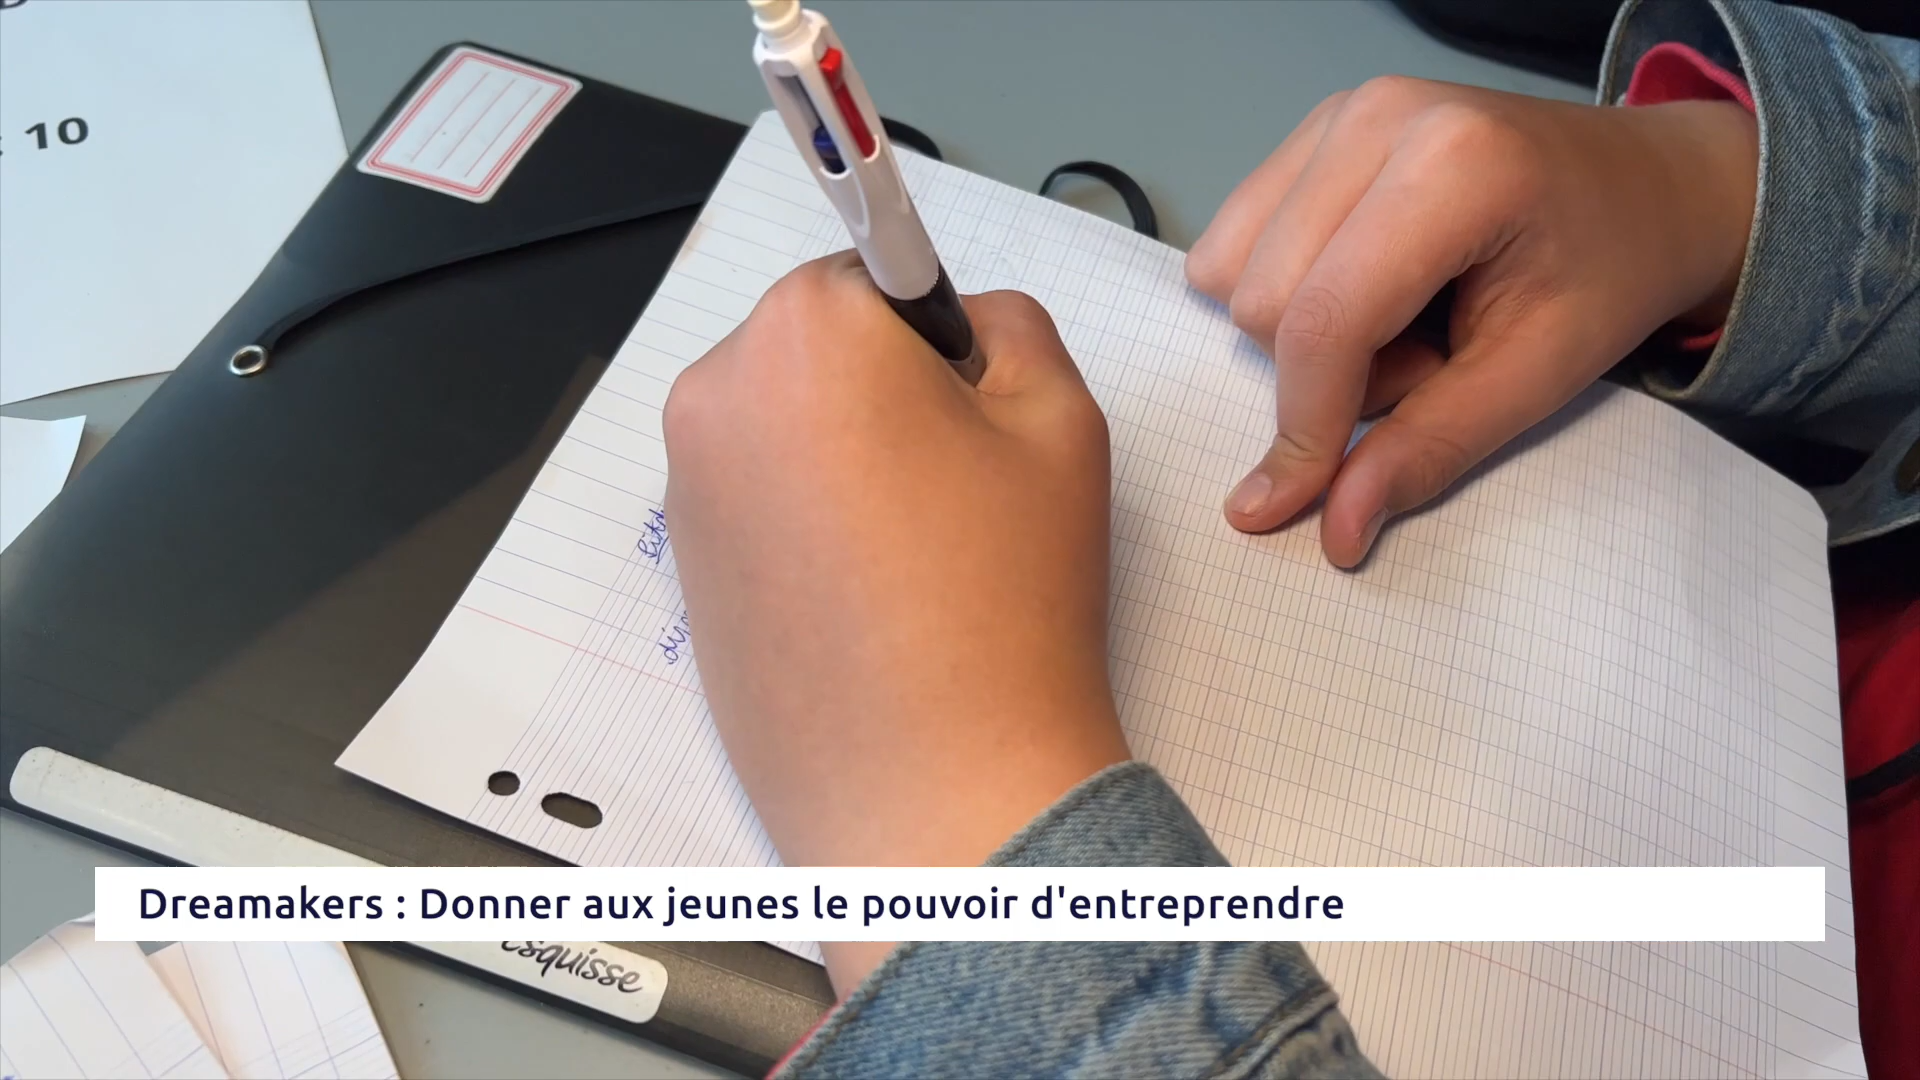 : 10
Dreamakers : Donner aux jeunes le pouvoir d'entreprendre
esquisse